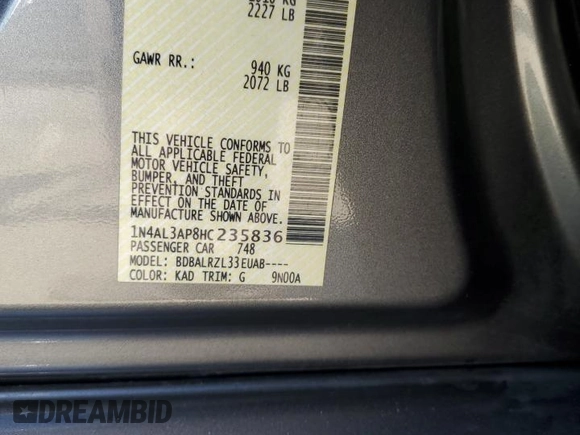 2227 LB
GAWR RR.: 940 KG
2072 LB
THIS VEHICLE CONFORMS TO
ALL APPLICABLE FEDERAL
MOTOR VEHICLE SAFETY,
BUMPER, AND THEFT
PREVENTION STANDARDS IN
EFFECT ON THE DATE OF
MANUFACTURE SHOWN ABOVE.
1N4AL3AP8HC235836
PASSENGER CAR 748
MODEL: BDBALRZL33EUAB----
COLOR: KAD TRIM: G 9N00A
DREAMBID